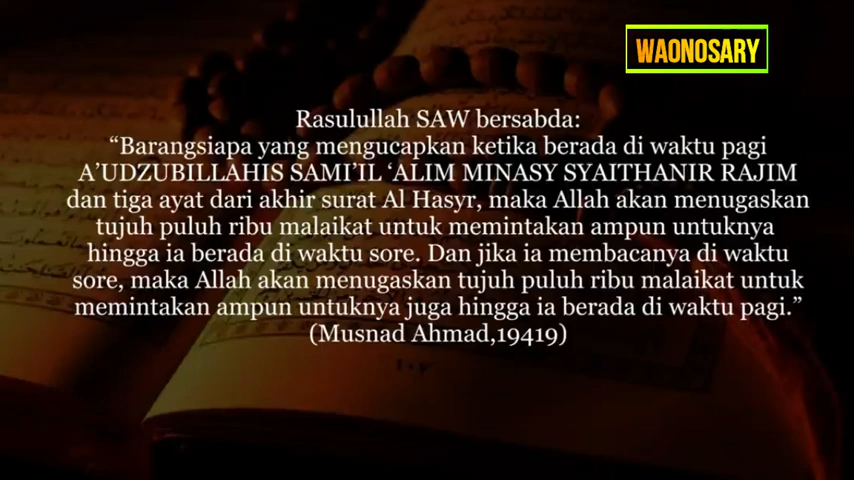 WAONOSARY
Rasulullah SAW bersabda:
“Barangsiapa yang mengucapkan ketika berada di waktu pagi
A’UDZUBILLAHIS SAMI’IL ‘ALIM MINASY SYAITHANIR RAJIM
dan tiga ayat dari akhir surat Al Hasyr, maka Allah akan menugaskan
tujuh puluh ribu malaikat untuk memintakan ampun untuknya
hingga ia berada di waktu sore. Dan jika ia membacanya di waktu
sore, maka Allah akan menugaskan tujuh puluh ribu malaikat untuk
memintakan ampun untuknya juga hingga ia berada di waktu pagi.”
(Musnad Ahmad,19419)